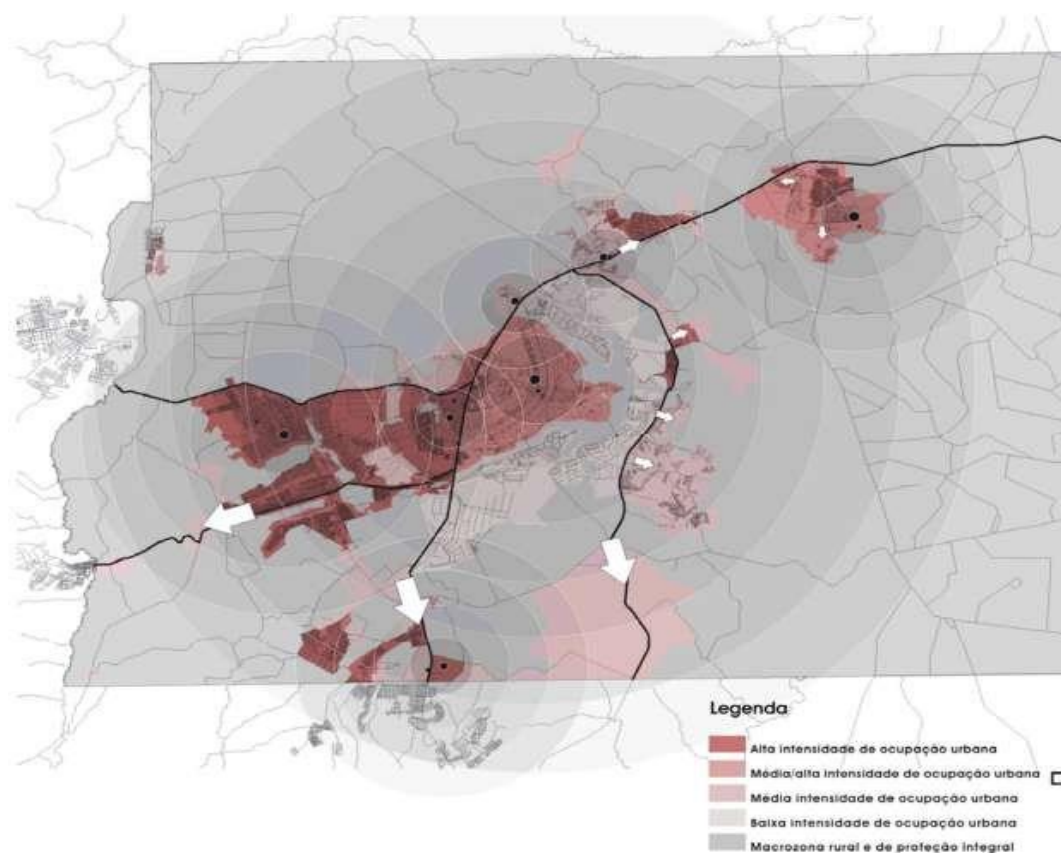 Legenda
Alta intensidade de ocupação urbana
Média/alta intensidade de ocupação urbana
Média intensidade de ocupação urbana
Baixa intensidade de ocupação urbana
Macrozona rural e de proteção integral